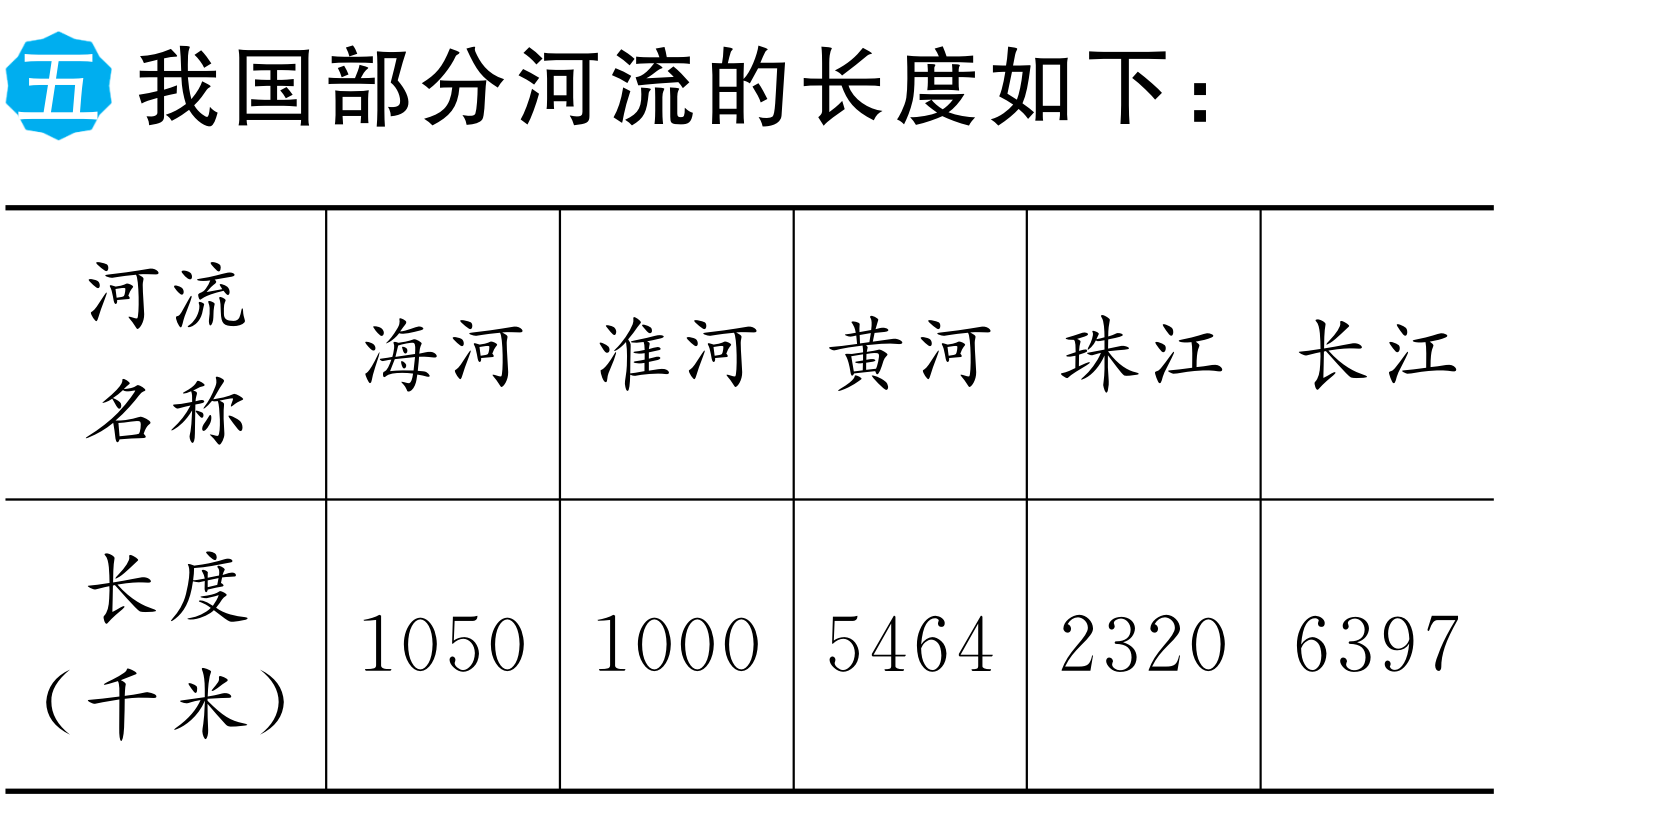 五 我国部分河流的长度如下：
河流名称 海河 淮河 黄河 珠江 长江
长度（千米） 1050 1000 5464 2320 6397